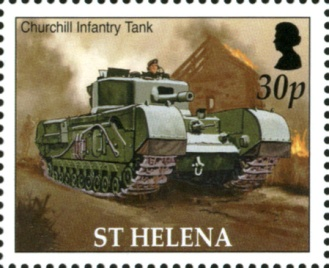 Churchill Infantry Tank
30p
ST HELENA